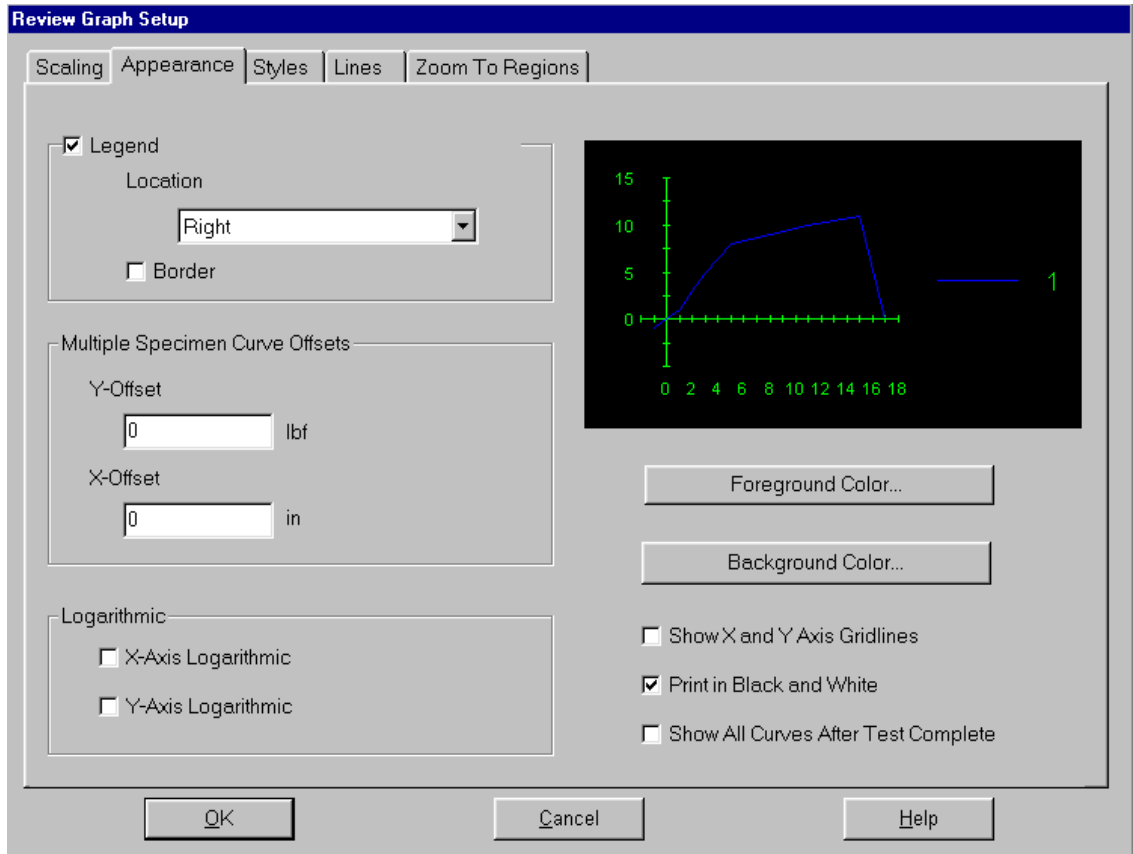 Review Graph Setup
Scaling Appearance Styles Lines Zoom To Regions
Legend
Location
Right
Border
Multiple Specimen Curve Offsets
Y-Offset
0 lbf
X-Offset
0 in
Logarithmic
X-Axis Logarithmic
Y-Axis Logarithmic
15
10
5
0
0 2 4 6 8 10 12 14 16 18
1
Foreground Color...
Background Color...
Show X and Y Axis Gridlines
Print in Black and White
Show All Curves After Test Complete
OK Cancel Help